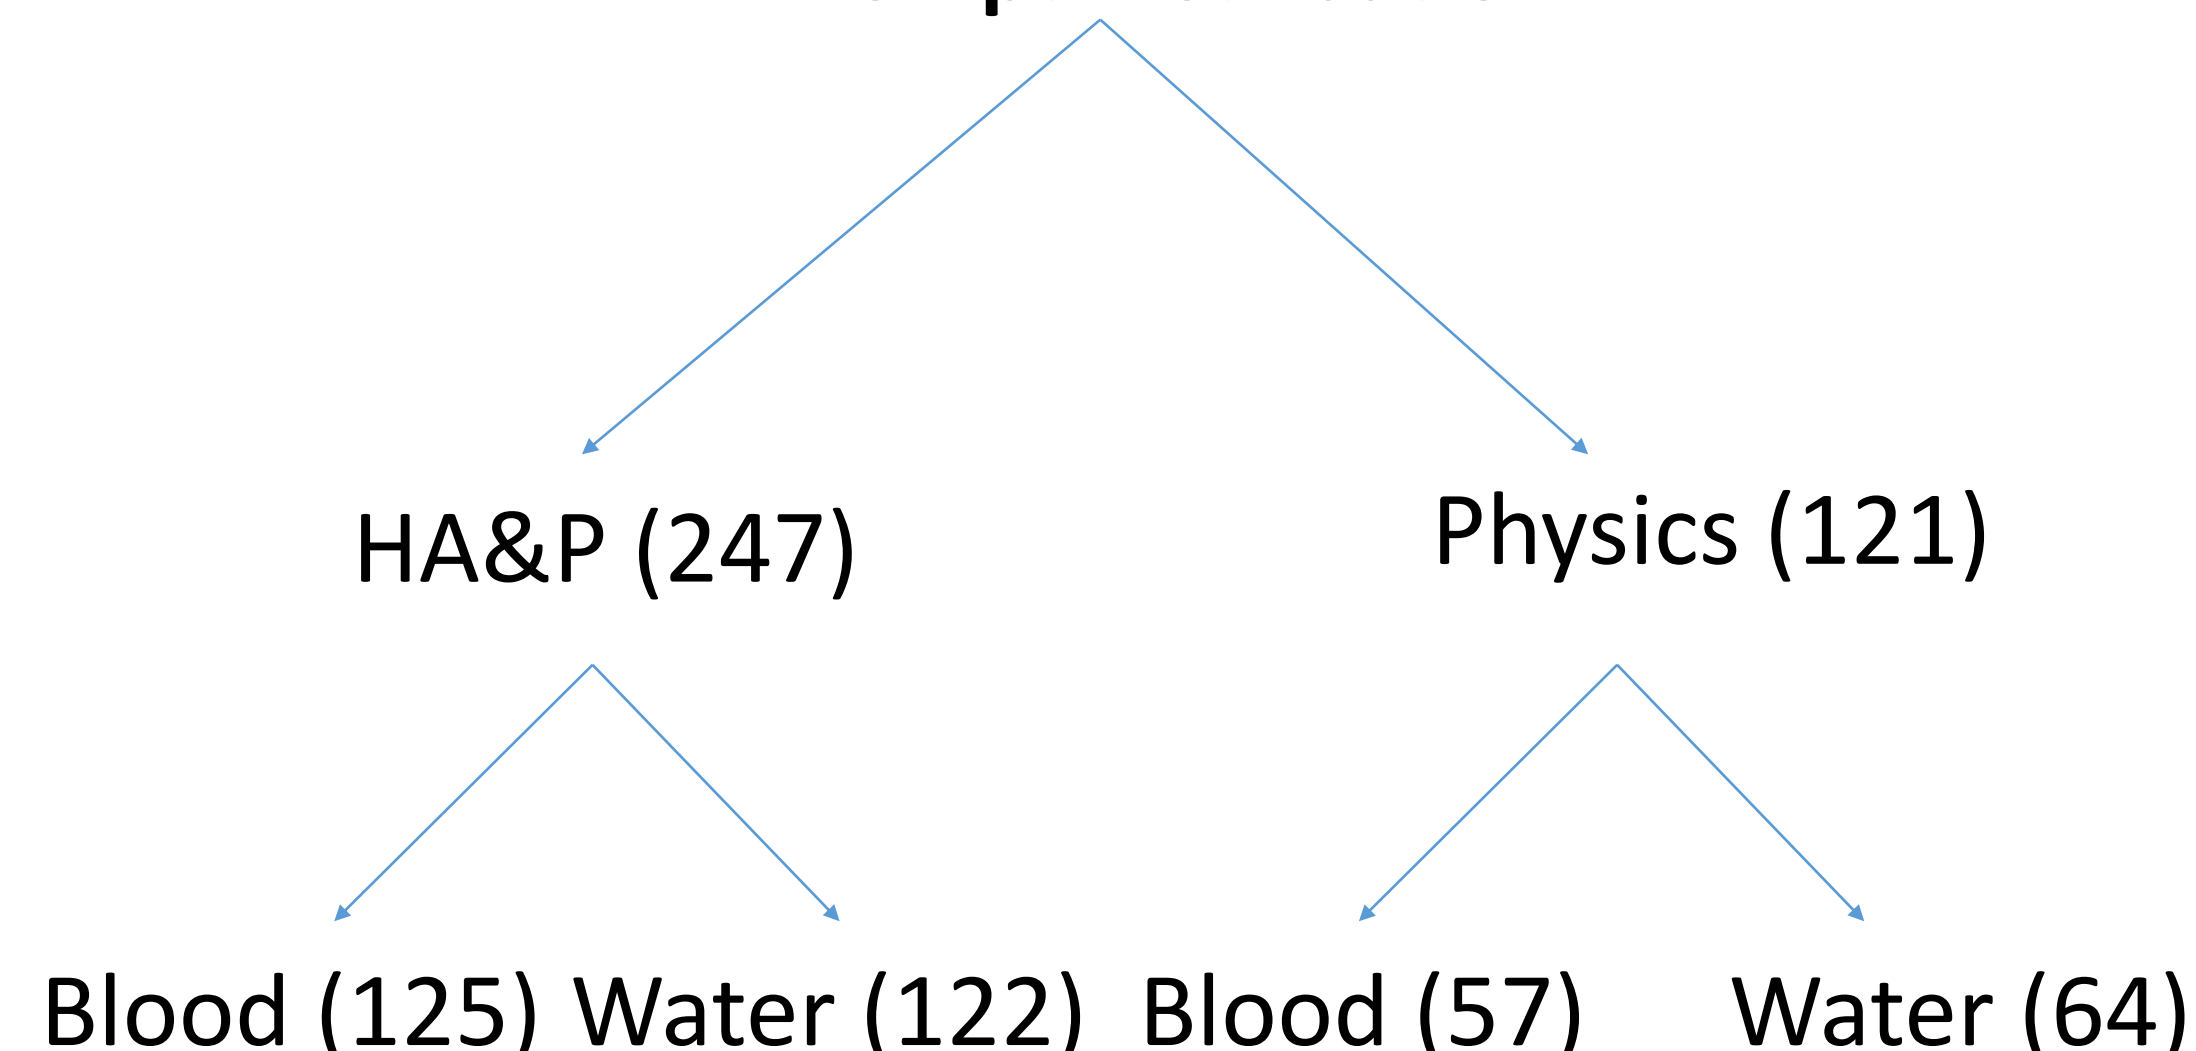 HA&P (247)
Physics (121)
Blood (125) Water (122) Blood (57) Water (64)